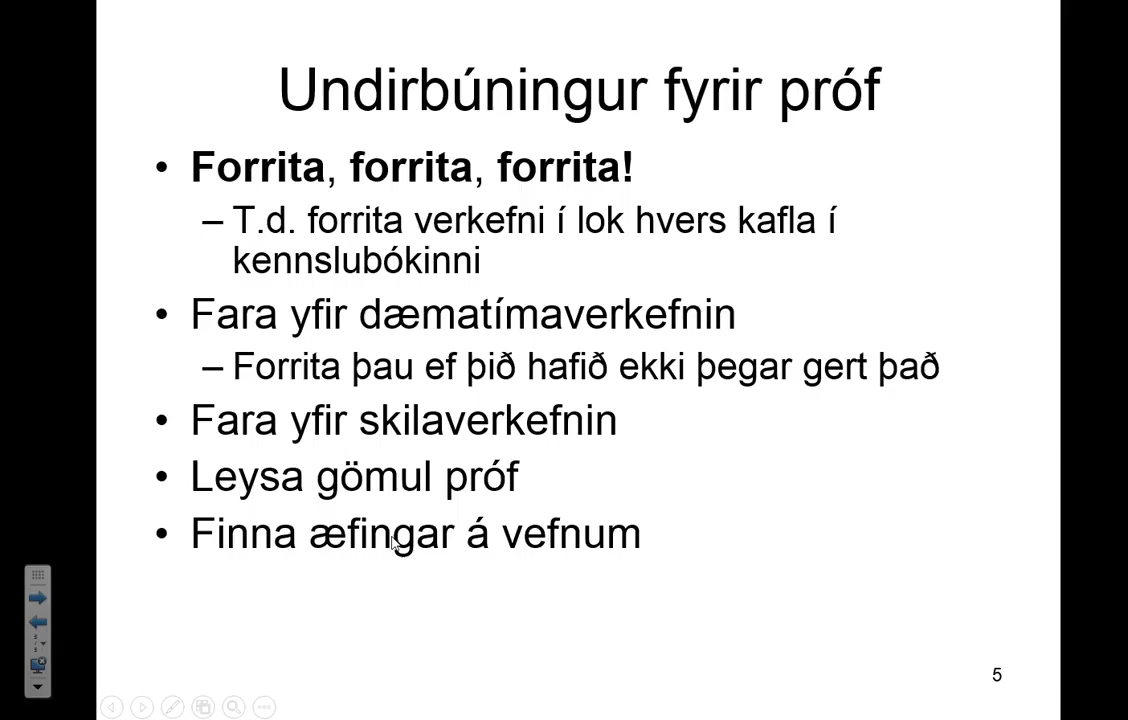 Undirbúningur fyrir próf
• Forrita, forrita, forrita!
– T.d. forrita verkefni í lok hvers kafla í
kennslubókinni
• Fara yfir dæmatímaverkefnin
– Forrita þau ef þið hafið ekki þegar gert það
• Fara yfir skilaverkefnin
• Leysa gömul próf
• Finna æfingar á vefnum
5